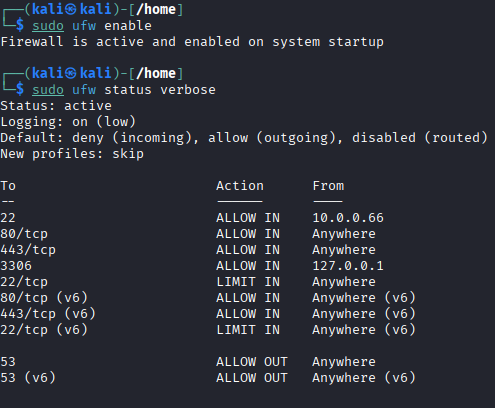 ┌──(kali㉿kali)-[/home]
└─$ sudo ufw enable
Firewall is active and enabled on system startup

┌──(kali㉿kali)-[/home]
└─$ sudo ufw status verbose
Status: active
Logging: on (low)
Default: deny (incoming), allow (outgoing), disabled (routed)
New profiles: skip

To                         Action      From
--                         ------      ----
22                         ALLOW IN    10.0.0.66
80/tcp                     ALLOW IN    Anywhere
443/tcp                    ALLOW IN    Anywhere
3306                       ALLOW IN    127.0.0.1
22/tcp                     LIMIT IN    Anywhere
80/tcp (v6)                ALLOW IN    Anywhere (v6)
443/tcp (v6)               ALLOW IN    Anywhere (v6)
22/tcp (v6)                LIMIT IN    Anywhere (v6)

53                         ALLOW OUT   Anywhere
53 (v6)                    ALLOW OUT   Anywhere (v6)